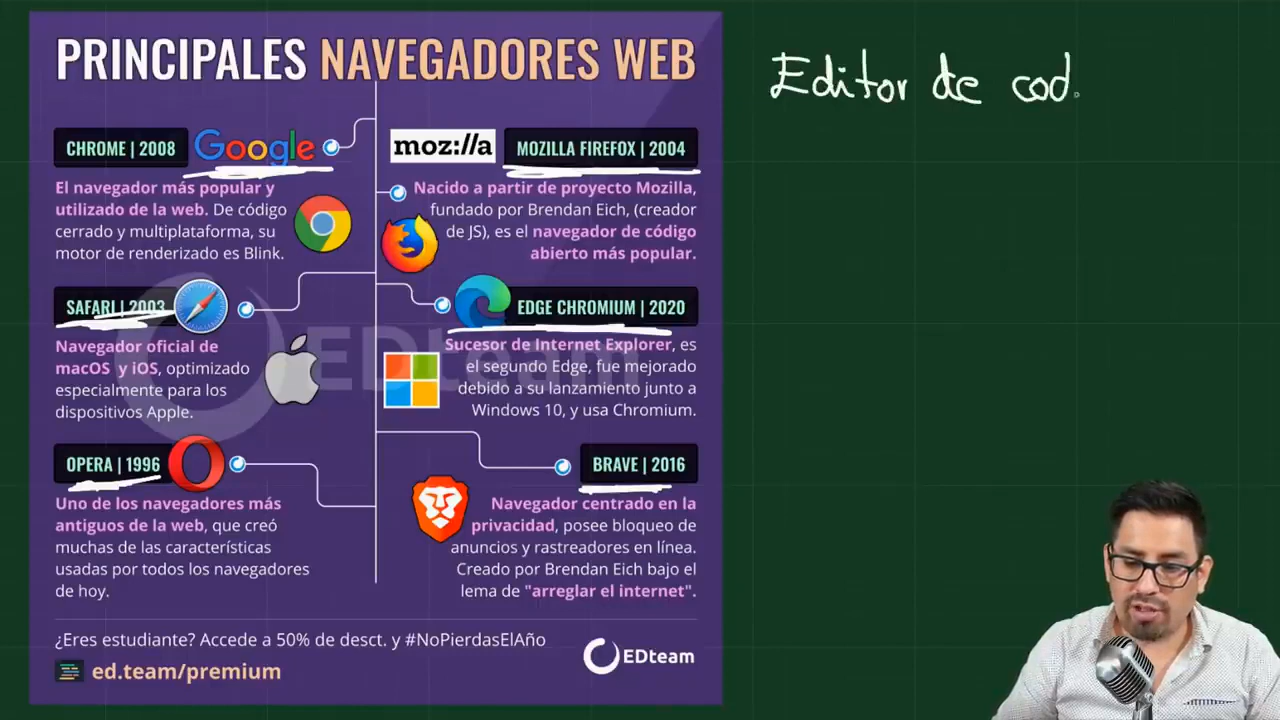 PRINCIPALES NAVEGADORES WEB
CHROME | 2008
Google
El navegador más popular y
utilizado de la web. De código
cerrado y multiplataforma, su
motor de renderizado es Blink.
moz://a
MOZILLA FIREFOX | 2004
Nacido a partir de proyecto Mozilla,
fundado por Brendan Eich, (creador
de JS), es el navegador de código
abierto más popular.
SAFARI | 2003
Navegador oficial de
macOS y iOS, optimizado
especialmente para los
dispositivos Apple.
EDGE CHROMIUM | 2020
Sucesor de Internet Explorer, es
el segundo Edge, fue mejorado
debido a su lanzamiento junto a
Windows 10, y usa Chromium.
OPERA | 1996
Uno de los navegadores más
antiguos de la web, que creó
muchas de las características
usadas por todos los navegadores
de hoy.
BRAVE | 2016
Navegador centrado en la
privacidad, posee bloqueo de
anuncios y rastreadores en línea.
Creado por Brendan Eich bajo el
lema de "arreglar el internet".
EDteam
¿Eres estudiante? Accede a 50% de desct. y #NoPierdasElAño
ed.team/premium
EDteam
Editor de cod